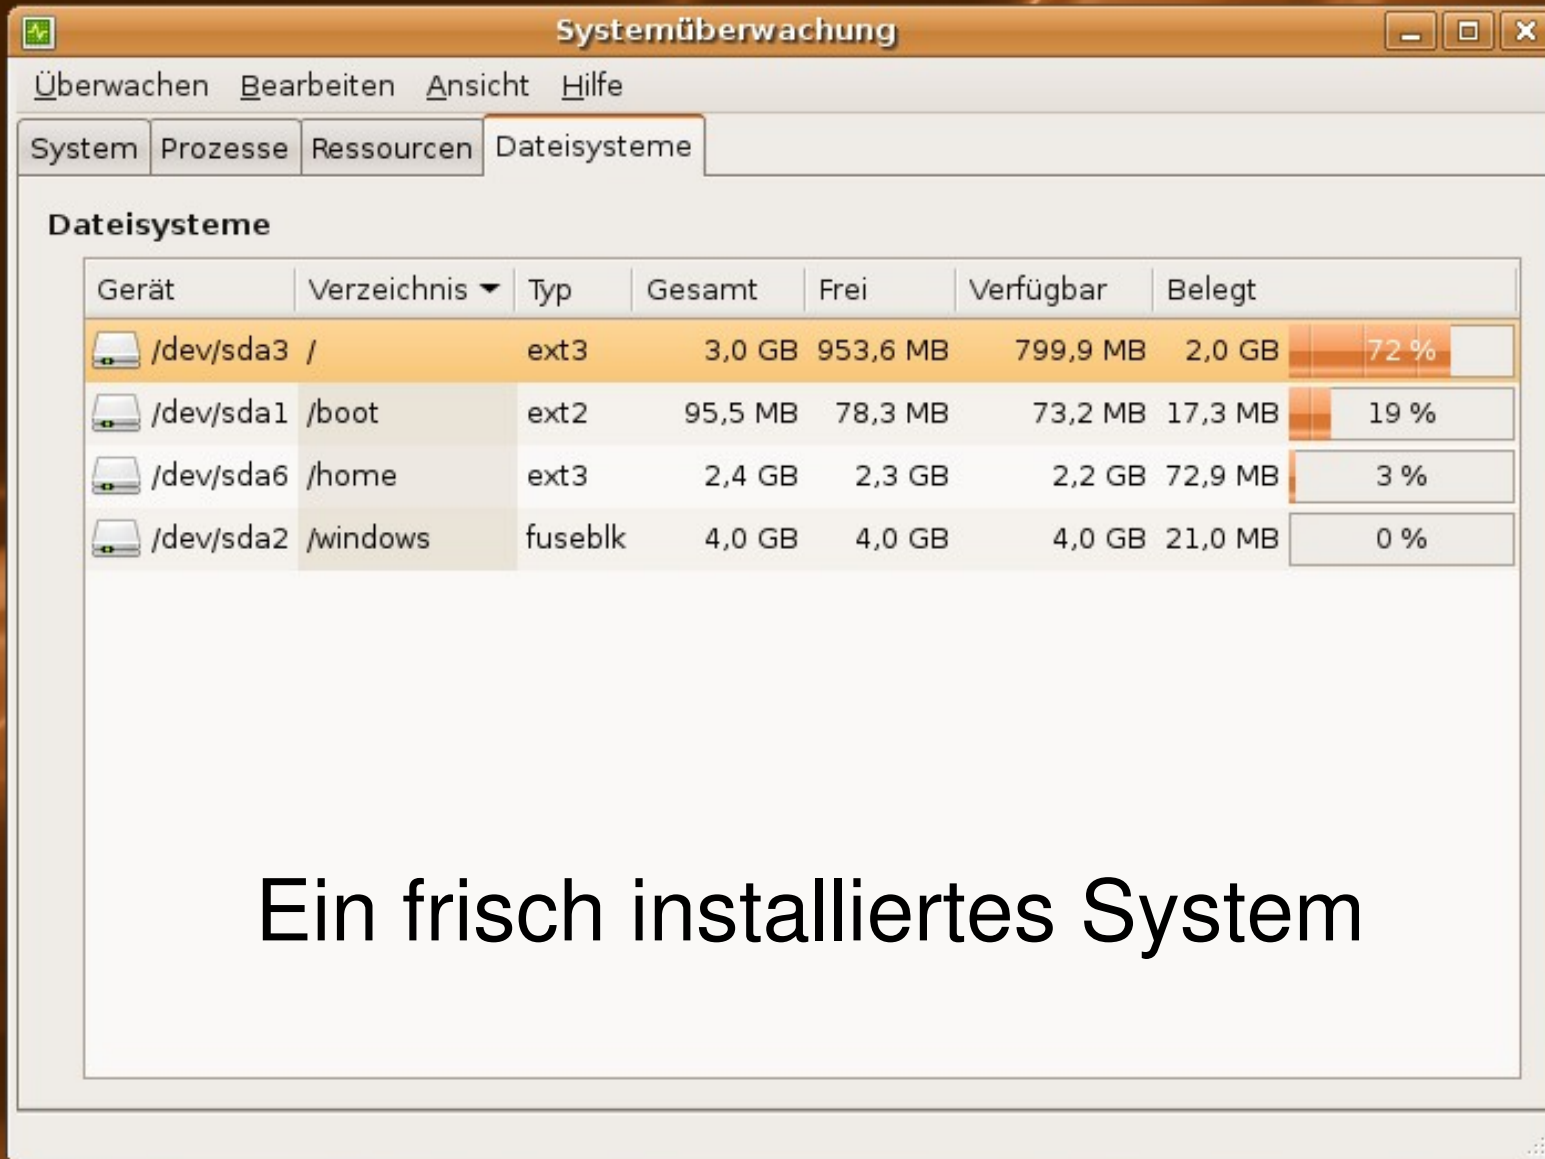 Systemüberwachung
Überwachen Bearbeiten Ansicht Hilfe
System Prozesse Ressourcen Dateisysteme
Dateisysteme
Gerät Verzeichnis Typ Gesamt Frei Verfügbar Belegt
/dev/sda3 / ext3 3,0 GB 953,6 MB 799,9 MB 2,0 GB 72 %
/dev/sda1 /boot ext2 95,5 MB 78,3 MB 73,2 MB 17,3 MB 19 %
/dev/sda6 /home ext3 2,4 GB 2,3 GB 2,2 GB 72,9 MB 3 %
/dev/sda2 /windows fuseblk 4,0 GB 4,0 GB 4,0 GB 21,0 MB 0 %
Ein frisch installiertes System